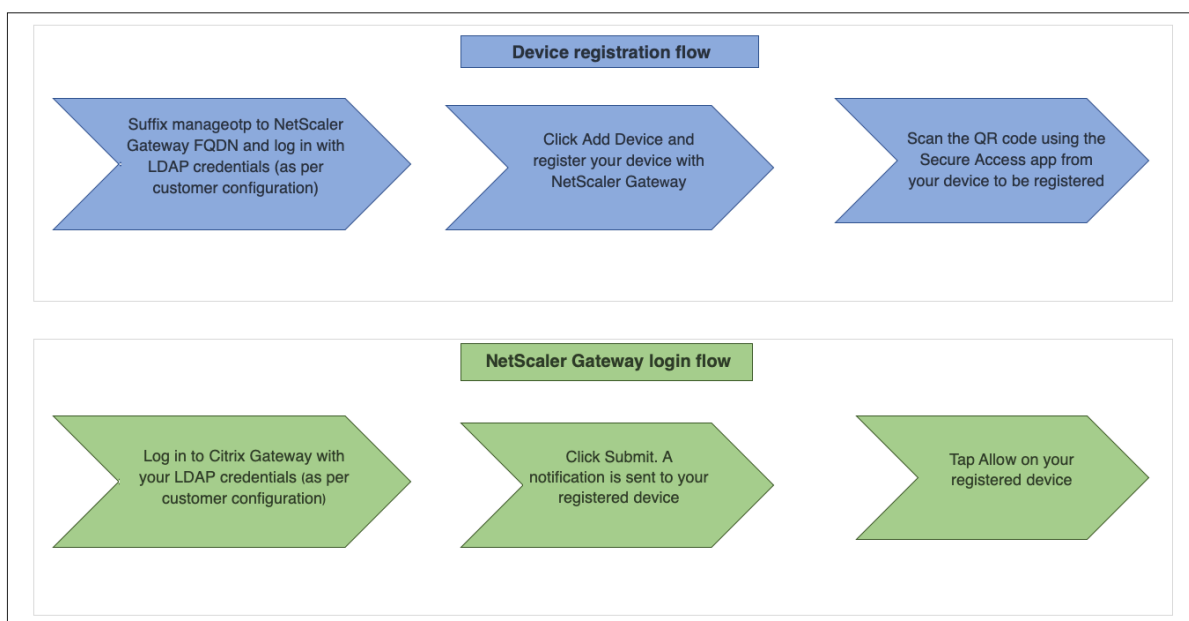 Device registration flow
Suffix manageotp to NetScaler
Gateway FQDN and log in with
LDAP credentials (as per
customer configuration)
Click Add Device and
register your device with
NetScaler Gateway
Scan the QR code using the
Secure Access app from
your device to be registered
NetScaler Gateway login flow
Log in to Citrix Gateway with
your LDAP credentials (as per
customer configuration)
Click Submit. A
notification is sent to your
registered device
Tap Allow on your
registered device